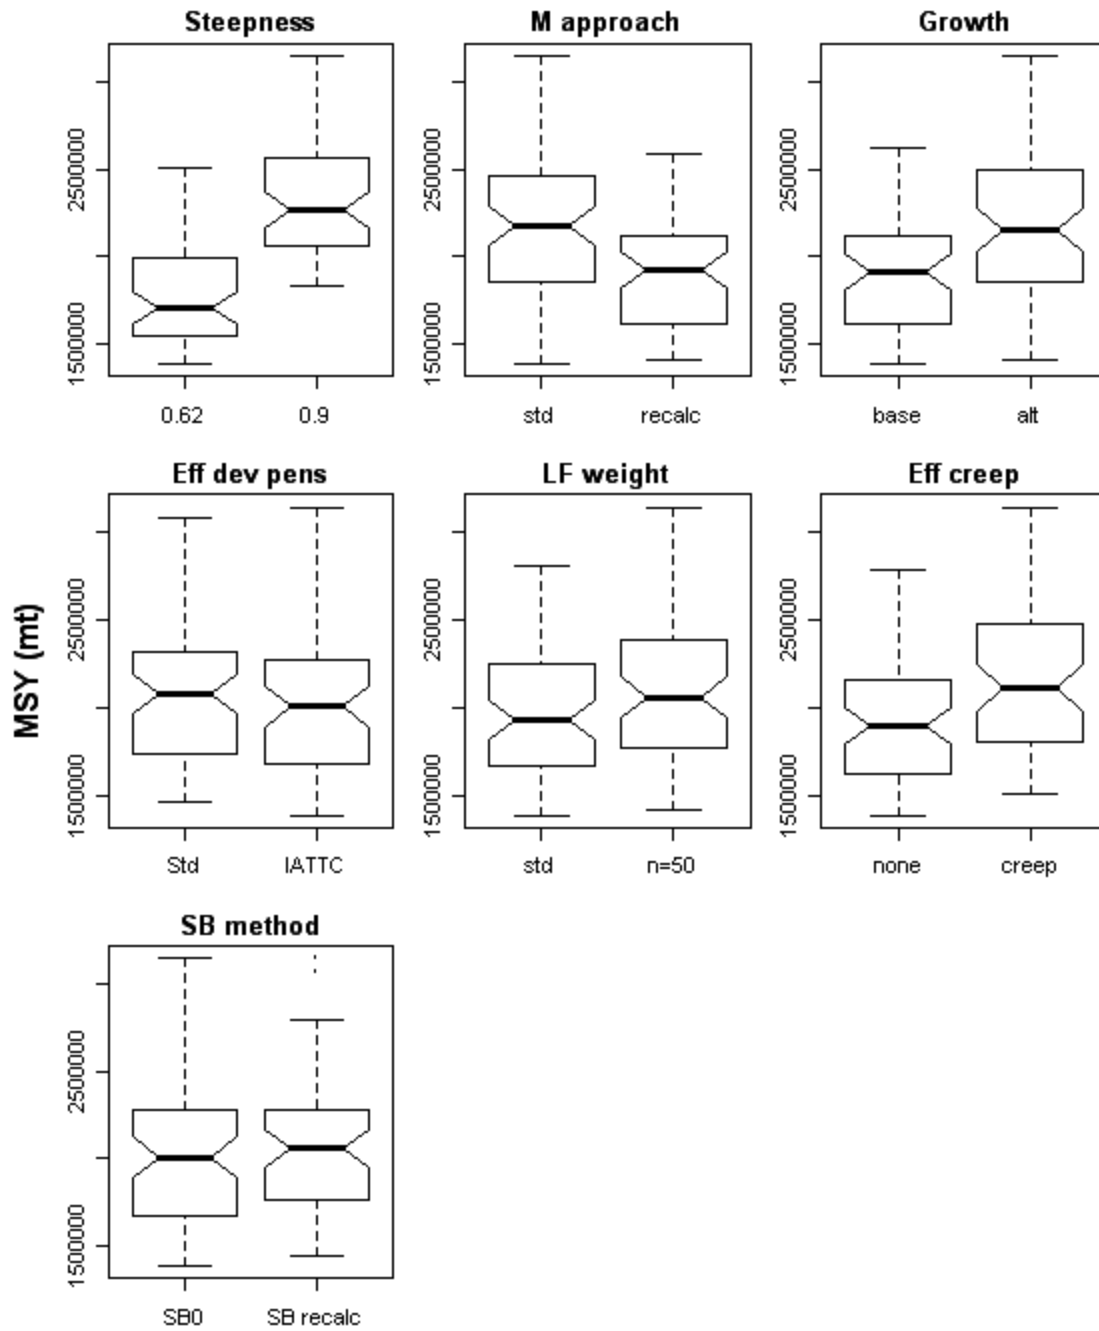 Steepness
M approach
Growth
1500000
2500000
0.62
0.9
1500000
2500000
std
recalc
1500000
2500000
base
alt
Eff dev pens
LF weight
Eff creep
MSY (mt)
1500000
2500000
Std
IATTC
1500000
2500000
std
n=50
1500000
2500000
none
creep
SB method
1500000
2500000
SB0
SB recalc